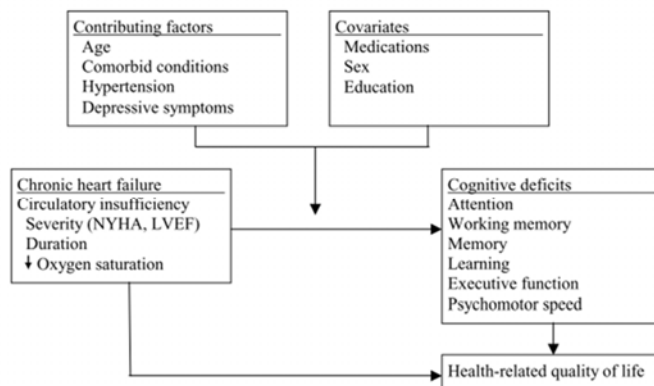 Contributing factors
Age
Comorbid conditions
Hypertension
Depressive symptoms
Covariates
Medications
Sex
Education
Chronic heart failure
Circulatory insufficiency
Severity (NYHA, LVEF)
Duration
↓ Oxygen saturation
Cognitive deficits
Attention
Working memory
Memory
Learning
Executive function
Psychomotor speed
Health-related quality of life